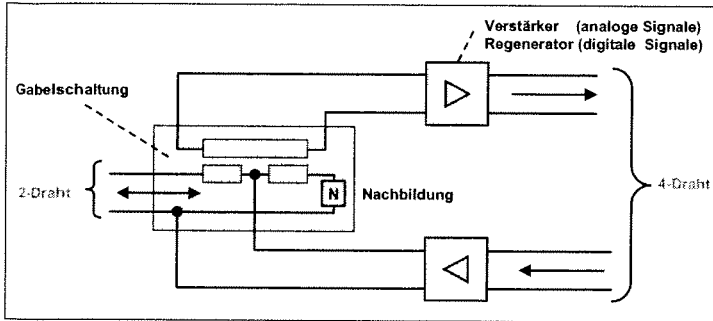 Verstärker (analoge Signale)
Regenerator (digitale Signale)
Gabelschaltung
2-Draht
N
Nachbildung
4-Draht